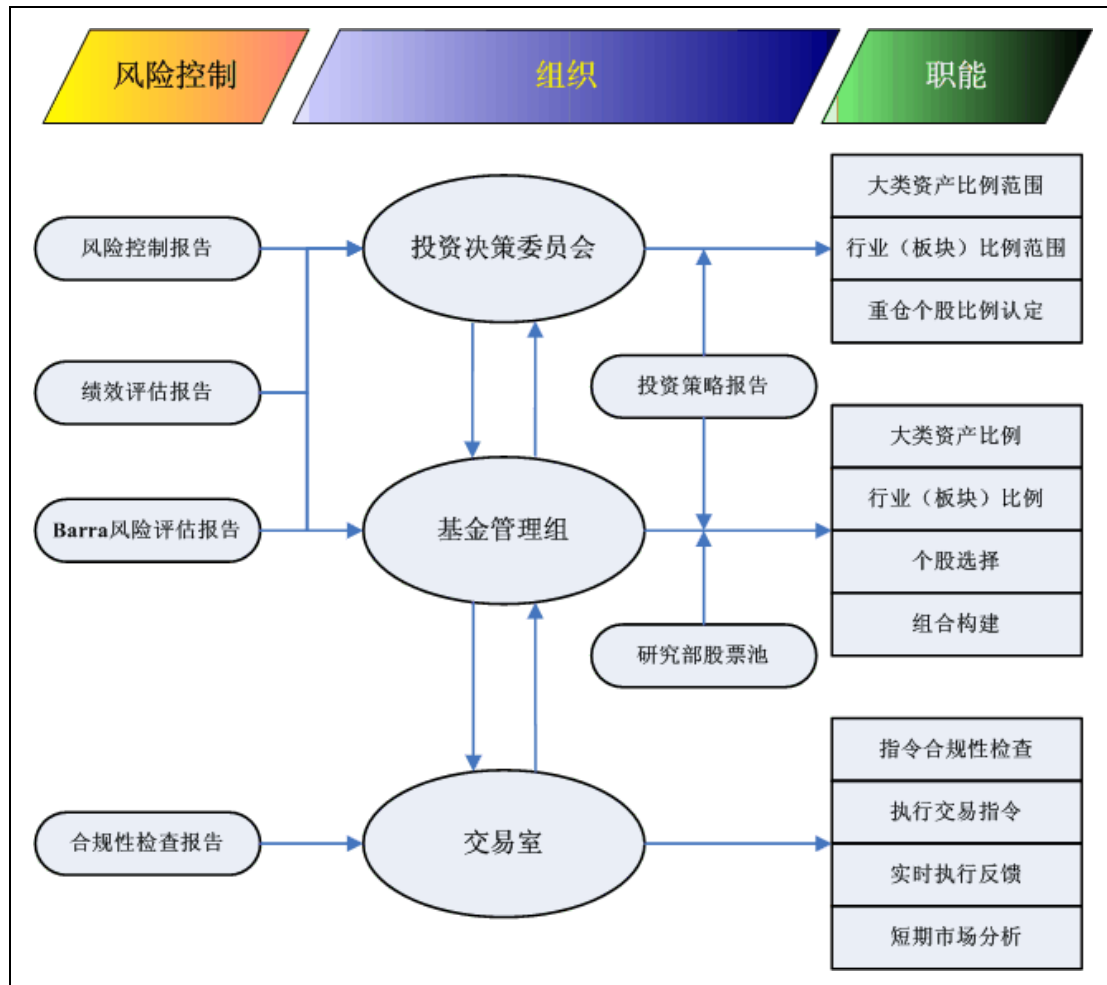 风险控制
组织
职能
大类资产比例范围
风险控制报告
投资决策委员会
行业（板块）比例范围
重仓个股比例认定
绩效评估报告
投资策略报告
大类资产比例
行业（板块）比例
Barra风险评估报告
基金管理组
个股选择
组合构建
研究部股票池
指令合规性检查
执行交易指令
合规性检查报告
交易室
实时执行反馈
短期市场分析